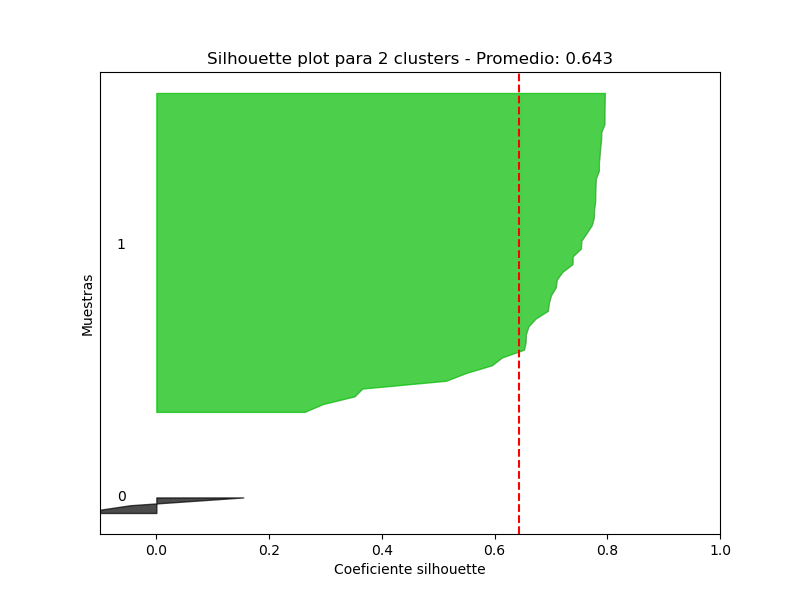 Silhouette plot para 2 clusters - Promedio: 0.643
Muestras
1
0
0.0 0.2 0.4 0.6 0.8 1.0
Coeficiente silhouette